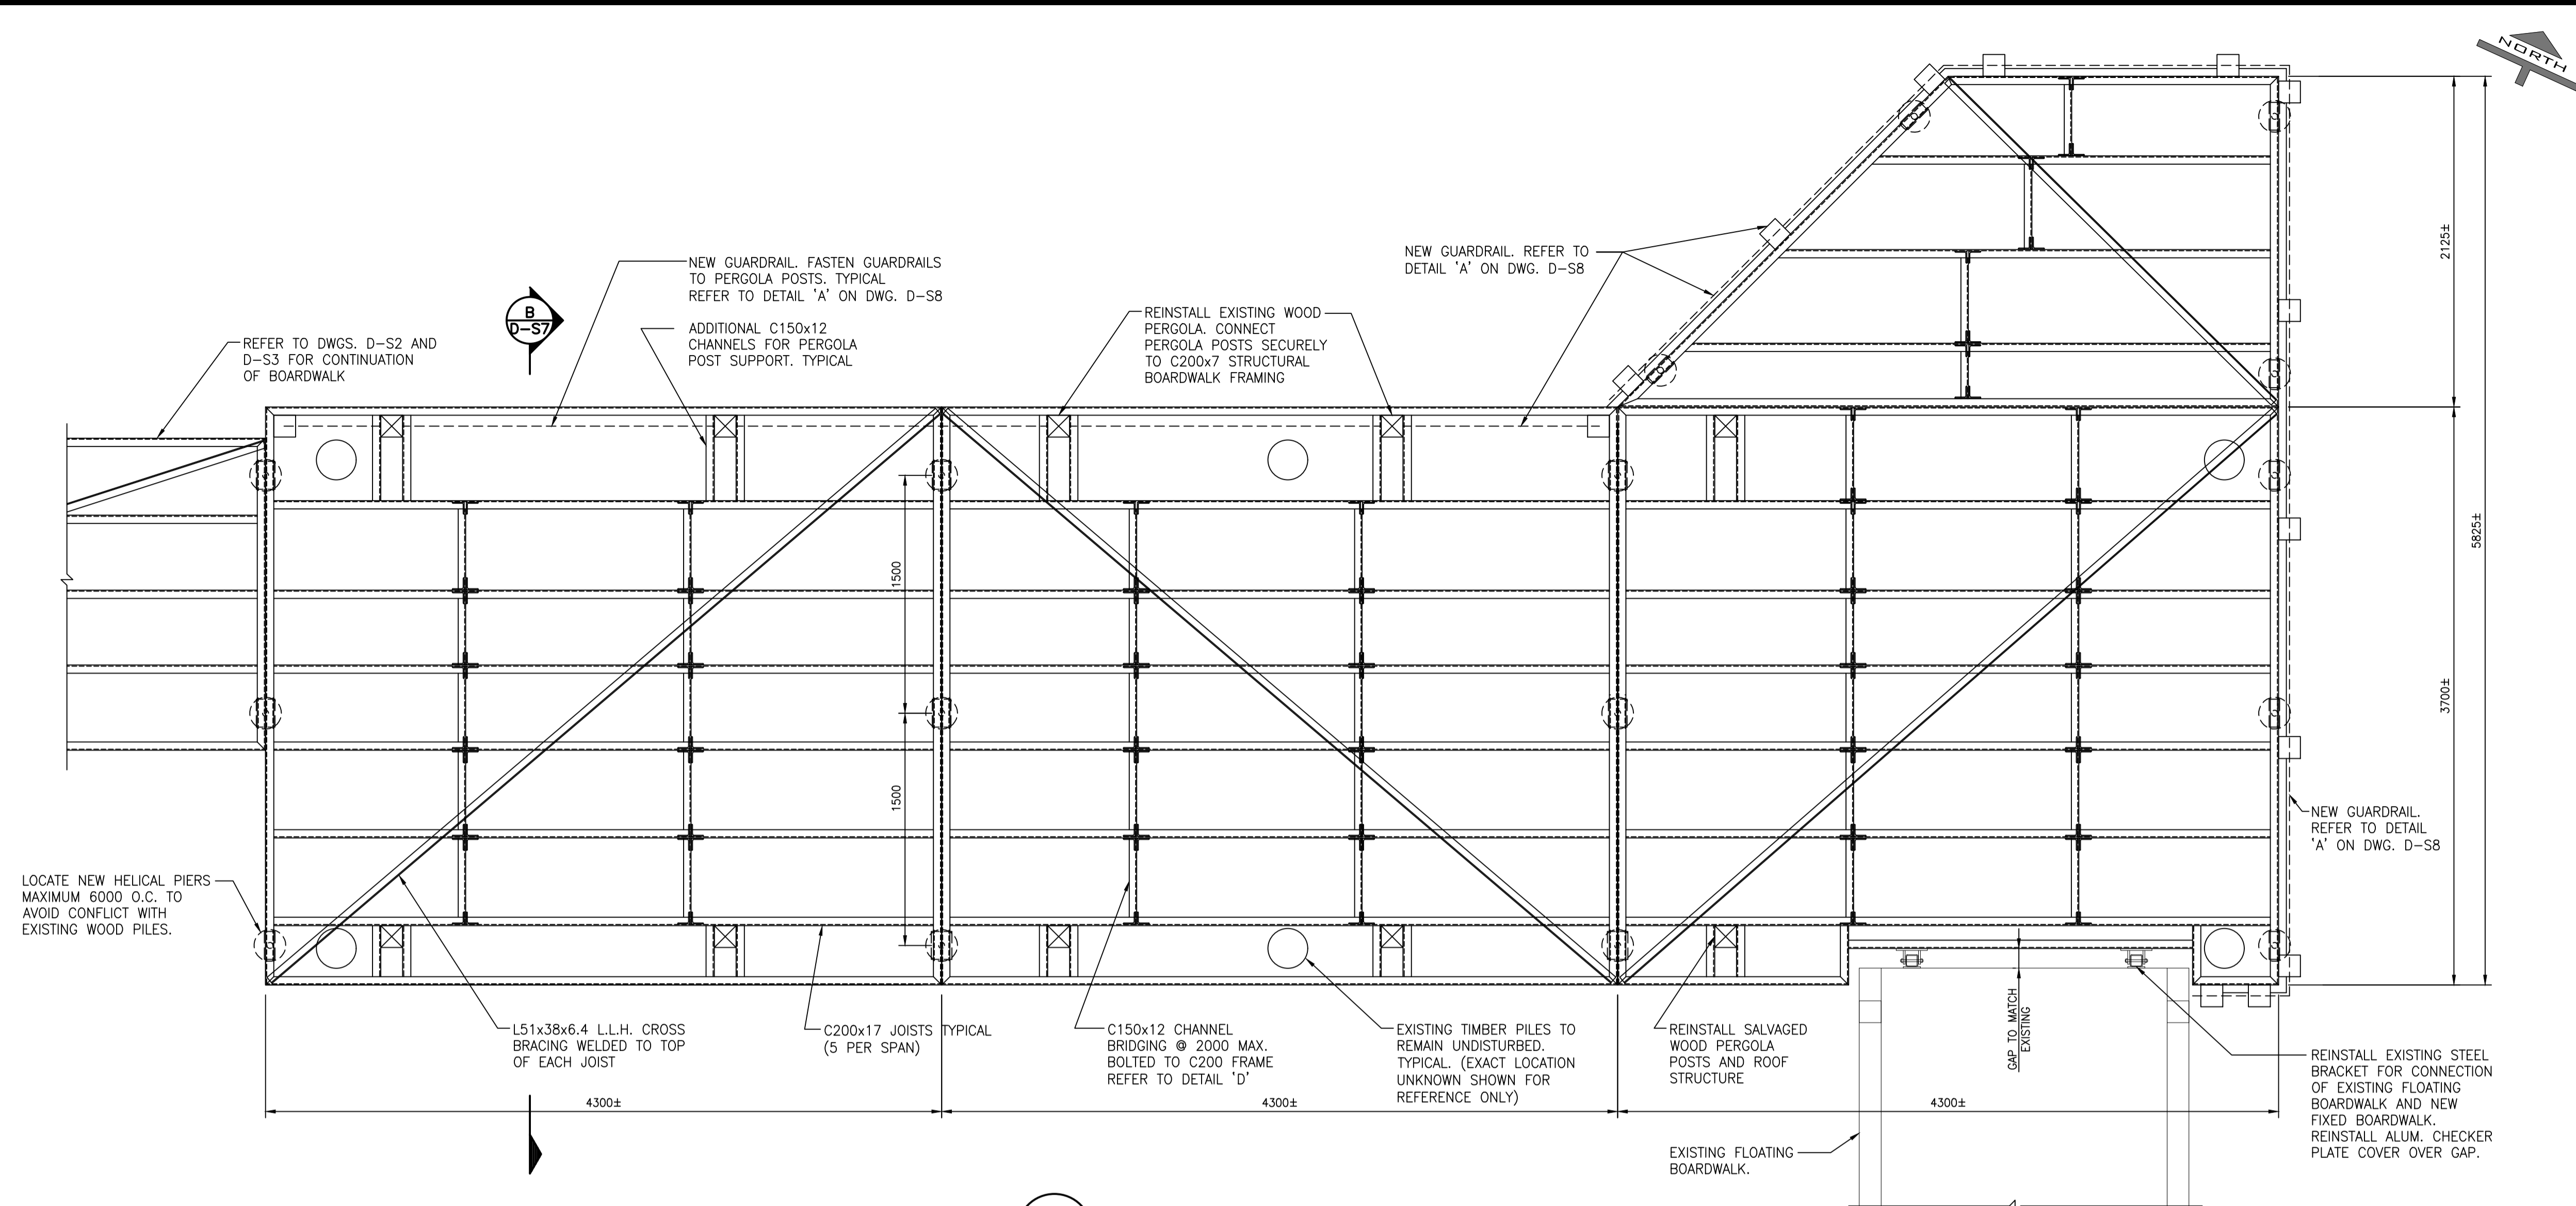 NORTH
NEW GUARDRAIL. FASTEN GUARDRAILS
TO PERGOLA POSTS. TYPICAL
REFER TO DETAIL 'A' ON DWG. D-S8
ADDITIONAL C150x12
CHANNELS FOR PERGOLA
POST SUPPORT. TYPICAL
B
D-S7
REFER TO DWGS. D-S2 AND
D-S3 FOR CONTINUATION
OF BOARDWALK
REINSTALL EXISTING WOOD
PERGOLA. CONNECT
PERGOLA POSTS SECURELY
TO C200x7 STRUCTURAL
BOARDWALK FRAMING
NEW GUARDRAIL. REFER TO
DETAIL 'A' ON DWG. D-S8
2125±
5825±
3700±
1500
1500
NEW GUARDRAIL.
REFER TO DETAIL
'A' ON DWG. D-S8
LOCATE NEW HELICAL PIERS
MAXIMUM 6000 O.C. TO
AVOID CONFLICT WITH
EXISTING WOOD PILES.
L51x38x6.4 L.L.H. CROSS
BRACING WELDED TO TOP
OF EACH JOIST
C200x17 JOISTS TYPICAL
(5 PER SPAN)
C150x12 CHANNEL
BRIDGING @ 2000 MAX.
BOLTED TO C200 FRAME
REFER TO DETAIL 'D'
EXISTING TIMBER PILES TO
REMAIN UNDISTURBED.
TYPICAL. (EXACT LOCATION
UNKNOWN SHOWN FOR
REFERENCE ONLY)
REINSTALL SALVAGED
WOOD PERGOLA
POSTS AND ROOF
STRUCTURE
GAP TO MATCH
EXISTING
REINSTALL EXISTING STEEL
BRACKET FOR CONNECTION
OF EXISTING FLOATING
BOARDWALK AND NEW
FIXED BOARDWALK.
REINSTALL ALUM. CHECKER
PLATE COVER OVER GAP.
4300±
4300±
4300±
EXISTING FLOATING
BOARDWALK.